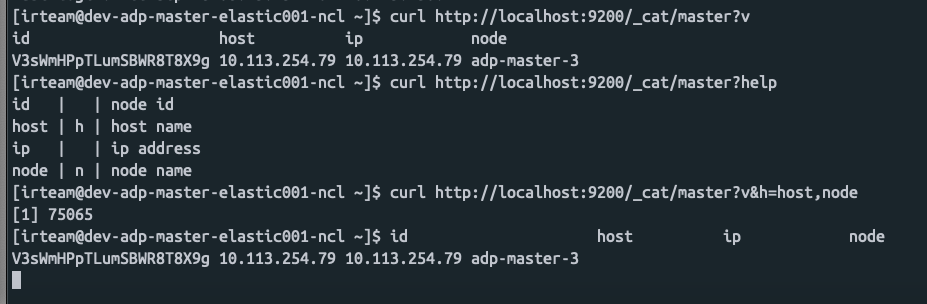 [irteam@dev-adp-master-elastic001-ncl ~]$ curl http://localhost:9200/_cat/master?v
id                     host          ip            node
V3sWmHPpTLumSBWR8T8X9g 10.113.254.79 10.113.254.79 adp-master-3
[irteam@dev-adp-master-elastic001-ncl ~]$ curl http://localhost:9200/_cat/master?help
id   |   | node id
host | h | host name
ip   |   | ip address
node | n | node name
[irteam@dev-adp-master-elastic001-ncl ~]$ curl http://localhost:9200/_cat/master?v&h=host,node
[1] 75065
[irteam@dev-adp-master-elastic001-ncl ~]$ id                     host          ip            node
V3sWmHPpTLumSBWR8T8X9g 10.113.254.79 10.113.254.79 adp-master-3